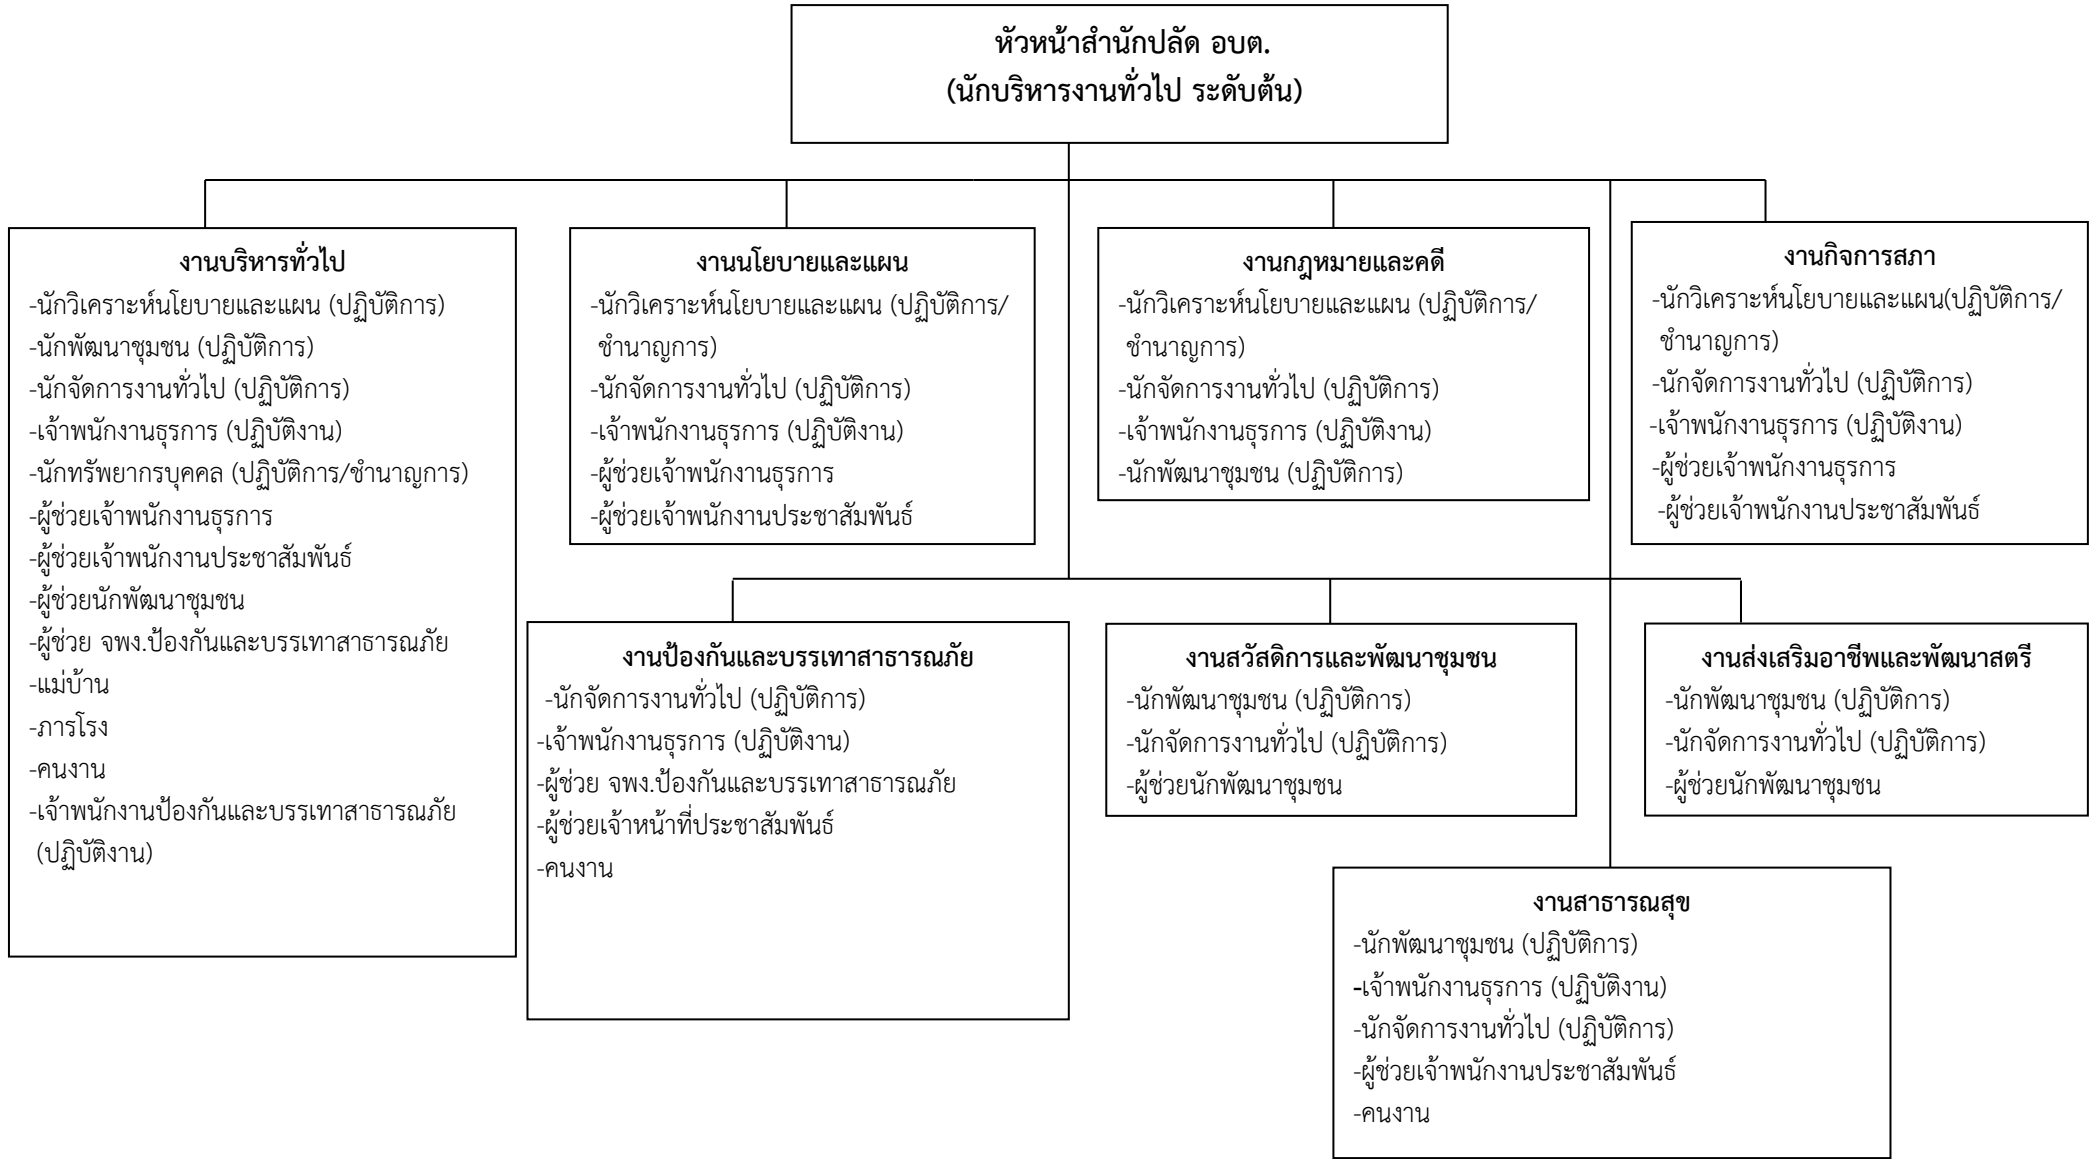 หัวหน้าสำนักปลัด อบต.
(นักบริหารงานทั่วไป ระดับต้น)
งานบริหารทั่วไป
-นักวิเคราะห์นโยบายและแผน (ปฏิบัติการ)
-นักพัฒนาชุมชน (ปฏิบัติการ)
-นักจัดการงานทั่วไป (ปฏิบัติการ)
-เจ้าพนักงานธุรการ (ปฏิบัติงาน)
-นักทรัพยากรบุคคล (ปฏิบัติการ/ชำนาญการ)
-ผู้ช่วยเจ้าพนักงานธุรการ
-ผู้ช่วยเจ้าพนักงานประชาสัมพันธ์
-ผู้ช่วยนักพัฒนาชุมชน
-ผู้ช่วย จพง.ป้องกันและบรรเทาสาธารณภัย
-แม่บ้าน
-ภารโรง
-คนงาน
-เจ้าพนักงานป้องกันและบรรเทาสาธารณภัย
(ปฏิบัติงาน)
งานนโยบายและแผน
-นักวิเคราะห์นโยบายและแผน (ปฏิบัติการ/
ชำนาญการ)
-นักจัดการงานทั่วไป (ปฏิบัติการ)
-เจ้าพนักงานธุรการ (ปฏิบัติงาน)
-ผู้ช่วยเจ้าพนักงานธุรการ
-ผู้ช่วยเจ้าพนักงานประชาสัมพันธ์
งานกฎหมายและคดี
-นักวิเคราะห์นโยบายและแผน (ปฏิบัติการ/
ชำนาญการ)
-นักจัดการงานทั่วไป (ปฏิบัติการ)
-เจ้าพนักงานธุรการ (ปฏิบัติงาน)
-นักพัฒนาชุมชน (ปฏิบัติการ)
งานกิจการสภา
-นักวิเคราะห์นโยบายและแผน(ปฏิบัติการ/
ชำนาญการ)
-นักจัดการงานทั่วไป (ปฏิบัติการ)
-เจ้าพนักงานธุรการ (ปฏิบัติงาน)
-ผู้ช่วยเจ้าพนักงานธุรการ
-ผู้ช่วยเจ้าพนักงานประชาสัมพันธ์
งานป้องกันและบรรเทาสาธารณภัย
-นักจัดการงานทั่วไป (ปฏิบัติการ)
-เจ้าพนักงานธุรการ (ปฏิบัติงาน)
-ผู้ช่วย จพง.ป้องกันและบรรเทาสาธารณภัย
-ผู้ช่วยเจ้าหน้าที่ประชาสัมพันธ์
-คนงาน
งานสวัสดิการและพัฒนาชุมชน
-นักพัฒนาชุมชน (ปฏิบัติการ)
-นักจัดการงานทั่วไป (ปฏิบัติการ)
-ผู้ช่วยนักพัฒนาชุมชน
งานส่งเสริมอาชีพและพัฒนาสตรี
-นักพัฒนาชุมชน (ปฏิบัติการ)
-นักจัดการงานทั่วไป (ปฏิบัติการ)
-ผู้ช่วยนักพัฒนาชุมชน
งานสาธารณสุข
-นักพัฒนาชุมชน (ปฏิบัติการ)
-เจ้าพนักงานธุรการ (ปฏิบัติงาน)
-นักจัดการงานทั่วไป (ปฏิบัติการ)
-ผู้ช่วยเจ้าพนักงานประชาสัมพันธ์
-คนงาน